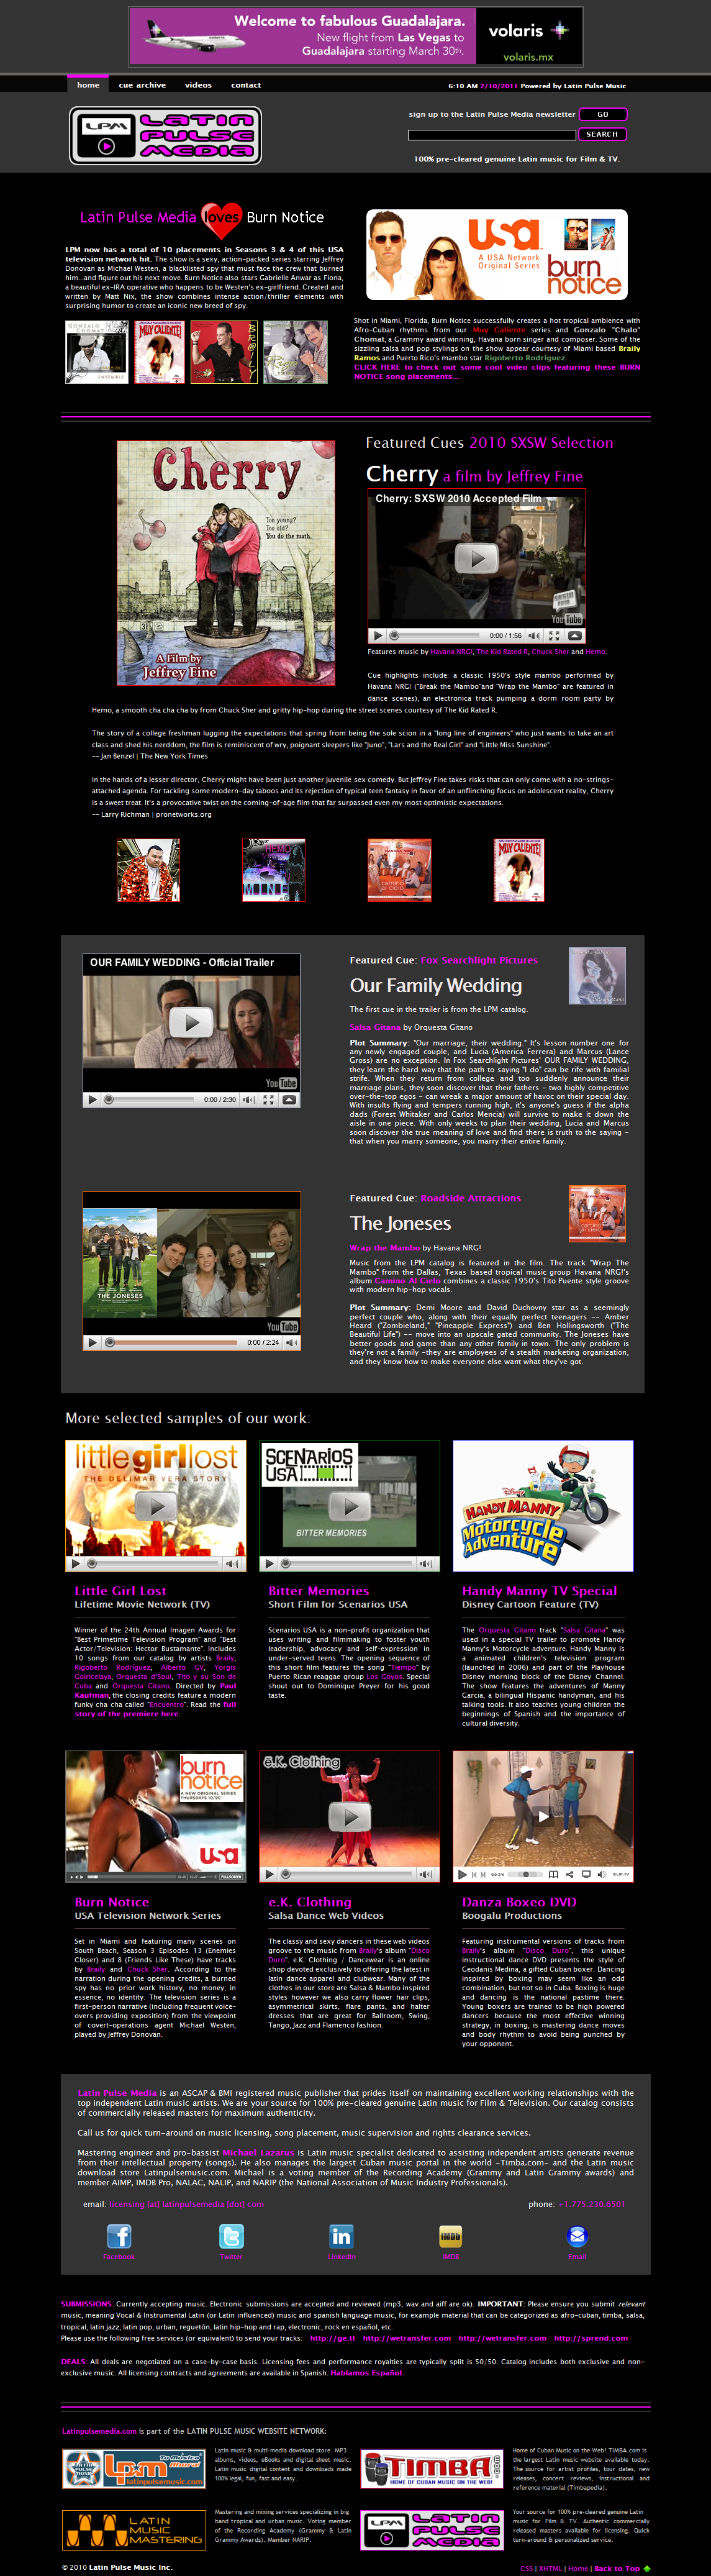 Welcome to fabulous Guadalajara.
New flight from Las Vegas to
Guadalajara starting March 30th.
volaris
volaris.mx
home cue archive videos contact
6:10 AM 2/10/2011 Powered by Latin Pulse Music
LPM
LATIN PULSE MEDIA
sign up to the Latin Pulse Media newsletter GO
SEARCH
100% pre-cleared genuine Latin music for Film & TV.
Latin Pulse Media loves Burn Notice
LPM now has a total of 10 placements in Seasons 3 & 4 of this USA
television network hit. The show is a sexy, action-packed series starring Jeffrey
Donovan as Michael Westen, a blacklisted spy that must face the crew that burned
him...and figure out his next move. Burn Notice also stars Gabrielle Anwar as Fiona,
a beautiful ex-IRA operative who happens to be Westen's ex-girlfriend. Created and
written by Matt Nix, the show combines intense action/thriller elements with
surprising humor to create an iconic new breed of spy.
usa
A USA Network
Original Series
burn
notice
Shot in Miami, Florida, Burn Notice successfully creates a hot tropical ambience with
Afro-Cuban rhythms from our Muy Caliente series and Gonzalo "Chalo"
Chomat, a Grammy award winning, Havana born singer and composer. Some of the
sizzling salsa and pop stylings on the show appear courtesy of Miami based Braily
Ramos and Puerto Rico's mambo star Rigoberto Rodríguez.
CLICK HERE to check out some cool video clips featuring these BURN
NOTICE song placements....
Featured Cues 2010 SXSW Selection
Cherry a film by Jeffrey Fine
Cherry
Too young?
Too old?
You do the math.
A Film by
Jeffrey Fine
Cherry: SXSW 2010 Accepted Film
YouTube
0:00 / 1:56
Features music by Havana NRG!, The Kid Rated R, Chuck Sher and Hemo.
Cue highlights include: a classic 1950's style mambo performed by
Havana NRG! ("Break the Mambo"and "Wrap the Mambo" are featured in
dance scenes), an electronica track pumping a dorm room party by
Hemo, a smooth cha cha cha by from Chuck Sher and gritty hip-hop during the street scenes courtesy of The Kid Rated R.
The story of a college freshman lugging the expectations that spring from being the sole scion in a "long line of engineers" who just wants to take an art
class and shed his nerddom, the film is reminiscent of wry, poignant sleepers like "Juno", "Lars and the Real Girl" and "Little Miss Sunshine".
-- Jan Benzel | The New York Times
In the hands of a lesser director, Cherry might have been just another juvenile sex comedy. But Jeffrey Fine takes risks that can only come with a no-strings-
attached agenda. For tackling some modern-day taboos and its rejection of typical teen fantasy in favor of an unflinching focus on adolescent reality, Cherry
is a sweet treat. It's a provocative twist on the coming-of-age film that far surpassed even my most optimistic expectations.
-- Larry Richman | pronetworks.org
OUR FAMILY WEDDING - Official Trailer
YouTube
0:00 / 2:30
Featured Cue: Fox Searchlight Pictures
Our Family Wedding
The first cue in the trailer is from the LPM catalog.
Salsa Gitana by Orquesta Gitano
Plot Summary: "Our marriage, their wedding." It's lesson number one for
any newly engaged couple, and Lucia (America Ferrera) and Marcus (Lance
Gross) are no exception. In Fox Searchlight Pictures' OUR FAMILY WEDDING,
they learn the hard way that the path to saying "I do" can be rife with familial
strife. When they return from college and too suddenly announce their
marriage plans, they soon discover that their fathers - two highly competitive
over-the-top egos - can wreak a major amount of havoc on their special day.
With insults flying and tempers running high, it's anyone's guess if the alpha
dads (Forest Whitaker and Carlos Mencia) will survive to make it down the
aisle in one piece. With only weeks to plan their wedding, Lucia and Marcus
soon discover the true meaning of love and find there is truth to the saying -
that when you marry someone, you marry their entire family.
THE JONESES
YouTube
0:00 / 2:24
Featured Cue: Roadside Attractions
The Joneses
Wrap the Mambo by Havana NRG!
Music from the LPM catalog is featured in the film. The track "Wrap The
Mambo" from the Dallas, Texas based tropical music group Havana NRG!'s
album Camino Al Cielo combines a classic 1950's Tito Puente style groove
with modern hip-hop vocals.
Plot Summary: Demi Moore and David Duchovny star as a seemingly
perfect couple who, along with their equally perfect teenagers -- Amber
Heard ("Zombieland," "Pineapple Express") and Ben Hollingsworth ("The
Beautiful Life") -- move into an upscale gated community. The Joneses have
better goods and game than any other family in town. The only problem is
they're not a family -they are employees of a stealth marketing organization,
and they know how to make everyone else want what they've got.
More selected samples of our work:
littlegirllost
THE DELIMAR VERA STORY
SCENARIOS
USA
BITTER MEMORIES
Disney
HANDY MANNY
Motorcycle
Adventure
Little Girl Lost
Lifetime Movie Network (TV)
Winner of the 24th Annual Imagen Awards for
"Best Primetime Television Program" and "Best
Actor/Television: Hector Bustamante". Includes
10 songs from our catalog by artists Braily,
Rigoberto Rodríguez, Alberto GV, Yorgis
Goiricelaya, Orquesta d'Soul, Tito y su Son de
Cuba and Orquesta Gitano. Directed by Paul
Kaufman, the closing credits feature a modern
funky cha cha called "Encuentro". Read the full
story of the premiere here.
Bitter Memories
Short Film for Scenarios USA
Scenarios USA is a non-profit organization that
uses writing and filmmaking to foster youth
leadership, advocacy and self-expression in
under-served teens. The opening sequence of
this short film features the song "Tiempo" by
Puerto Rican reaggae group Los Goyos. Special
shout out to Dominique Preyer for his good
taste.
Handy Manny TV Special
Disney Cartoon Feature (TV)
The Orquesta Gitano track "Salsa Gitana" was
used in a special TV trailer to promote Handy
Manny's Motorcycle adventure. Handy Manny is
a animated children's television program
(launched in 2006) and part of the Playhouse
Disney morning block of the Disney Channel.
The show features the adventures of Manny
Garcia, a bilingual Hispanic handyman, and his
talking tools. It also teaches young children the
beginnings of Spanish and the importance of
cultural diversity.
burn
notice
A NEW ORIGINAL SERIES
THURSDAYS 10/9C
usa
ē.K. Clothing
Burn Notice
USA Television Network Series
Set in Miami and featuring many scenes on
South Beach, Season 3 Episodes 13 (Enemies
Closer) and 8 (Friends Like These) have tracks
by Braily and Chuck Sher. According to the
narration during the opening credits, a burned
spy has no prior work history, no money; in
essence, no identity. The television series is a
first-person narrative (including frequent voice-
overs providing exposition) from the viewpoint
of covert-operations agent Michael Westen,
played by Jeffrey Donovan.
e.K. Clothing
Salsa Dance Web Videos
The classy and sexy dancers in these web videos
groove to the music from Braily's album "Disco
Duro". e.K. Clothing / Dancewear is an online
shop devoted exclusively to offering the latest in
latin dance apparel and clubwear. Many of the
clothes in our store are Salsa & Mambo inspired
styles however we also carry flower hair clips,
asymmetrical skirts, flare pants, and halter
dresses that are great for Ballroom, Swing,
Tango, Jazz and Flamenco fashion.
Danza Boxeo DVD
Boogalu Productions
Featuring instrumental versions of tracks from
Braily's album "Disco Duro", this unique
instructional dance DVD presents the style of
Geodanis Medina, a gifted Cuban boxer. Dancing
inspired by boxing may seem like an odd
combination, but not so in Cuba. Boxing is huge
and dancing is the national pastime there.
Young boxers are trained to be high powered
dancers because the most effective winning
strategy, in boxing, is mastering dance moves
and body rhythm to avoid being punched by
your opponent.
Latin Pulse Media is an ASCAP & BMI registered music publisher that prides itself on maintaining excellent working relationships with the
top independent Latin music artists. We are your source for 100% pre-cleared genuine Latin music for Film & Television. Our catalog consists
of commercially released masters for maximum authenticity.
Call us for quick turn-around on music licensing, song placement, music supervision and rights clearance services.
Mastering engineer and pro-bassist Michael Lazarus is Latin music specialist dedicated to assisting independent artists generate revenue
from their intellectual property (songs). He also manages the largest Cuban music portal in the world -Timba.com- and the Latin music
download store Latinpulsemusic.com. Michael is a voting member of the Recording Academy (Grammy and Latin Grammy awards) and
member AIMP, IMDB Pro, NALAC, NALIP, and NARIP (the National Association of Music Industry Professionals).
email: licensing [at] latinpulsemedia [dot] com phone: +1.775.230.6501
Facebook Twitter LinkedIn IMDB Email
SUBMISSIONS: Currently accepting music. Electronic submissions are accepted and reviewed (mp3, wav and aiff are ok). IMPORTANT: Please ensure you submit relevant
music, meaning Vocal & Instrumental Latin (or Latin influenced) music and spanish language music, for example material that can be categorized as afro-cuban, timba, salsa,
tropical, latin jazz, latin pop, urban, reguetón, latin hip-hop and rap, electronic, rock en español, etc.
Please use the following free services (or equivalent) to send your tracks: http://ge.tt http://wetransfer.com http://wetransfer.com http://sprend.com
DEALS: All deals are negotiated on a case-by-case basis. Licensing fees and performance royalties are typically split is 50/50. Catalog includes both exclusive and non-
exclusive music. All licensing contracts and agreements are available in Spanish. Hablamos Español.
Latinpulsemedia.com is part of the LATIN PULSE MUSIC WEBSITE NETWORK:
lpm
latinpulsemusic.com
Latin music & multi-media download store. MP3
albums, videos, eBooks and digital sheet music.
Latin music digital content and downloads made
100% legal, fun, fast and easy.
TIMBA
HOME OF CUBAN MUSIC ON THE WEB!
Home of Cuban Music on the Web! TIMBA.com is
the largest Latin music website available today.
The source for artist profiles, tour dates, new
releases, concert reviews, instructional and
reference material (Timbapedia).
LATIN
MASTERING
Mastering and mixing services specializing in big
band tropical and urban music. Voting member
of the Recording Academy (Grammy & Latin
Grammy Awards). Member NARIP.
LPM
LATIN PULSE MEDIA
Your source for 100% pre-cleared genuine Latin
music for Film & TV. Authentic commercially
released masters available for licensing. Quick
turn-around & personalized service.
© 2010 Latin Pulse Music Inc.
CSS | XHTML | Home | Back to Top